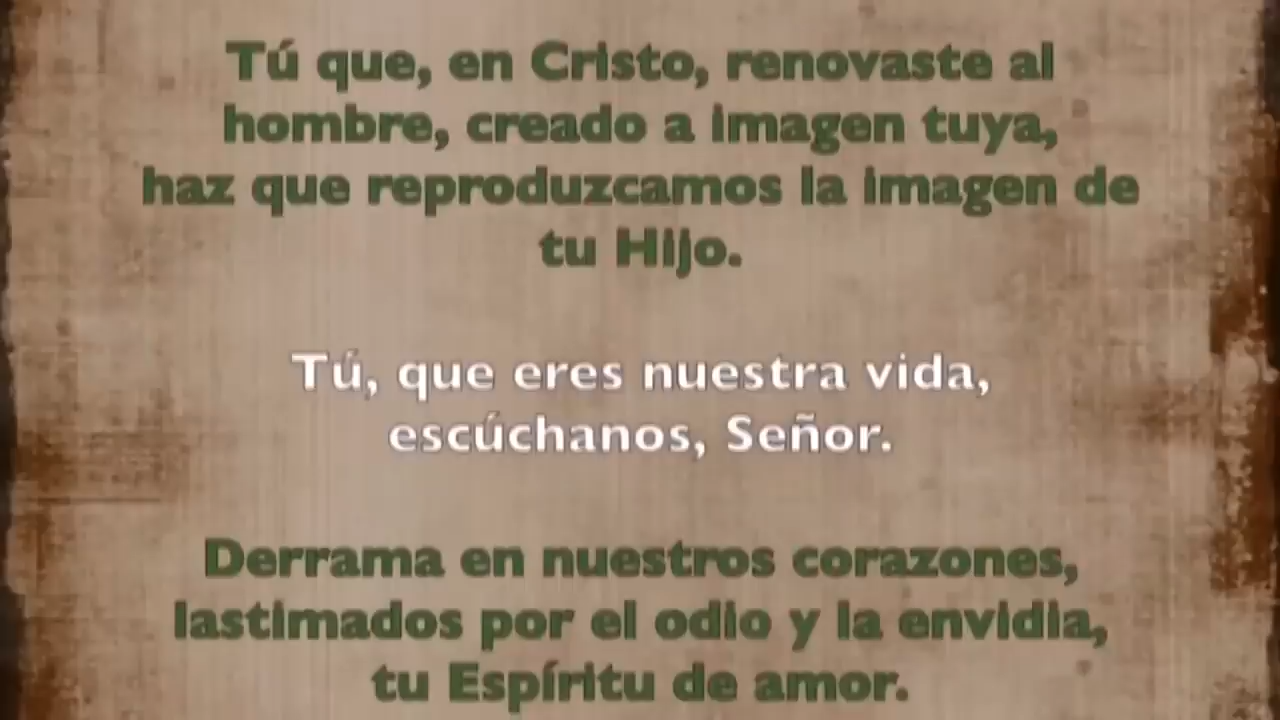 Tú que, en Cristo, renovaste al
hombre, creado a imagen tuya,
haz que reproduzcamos la imagen de
tu Hijo.
Tú, que eres nuestra vida,
escúchanos, Señor.
Derrama en nuestros corazones,
lastimados por el odio y la envidia,
tu Espíritu de amor.